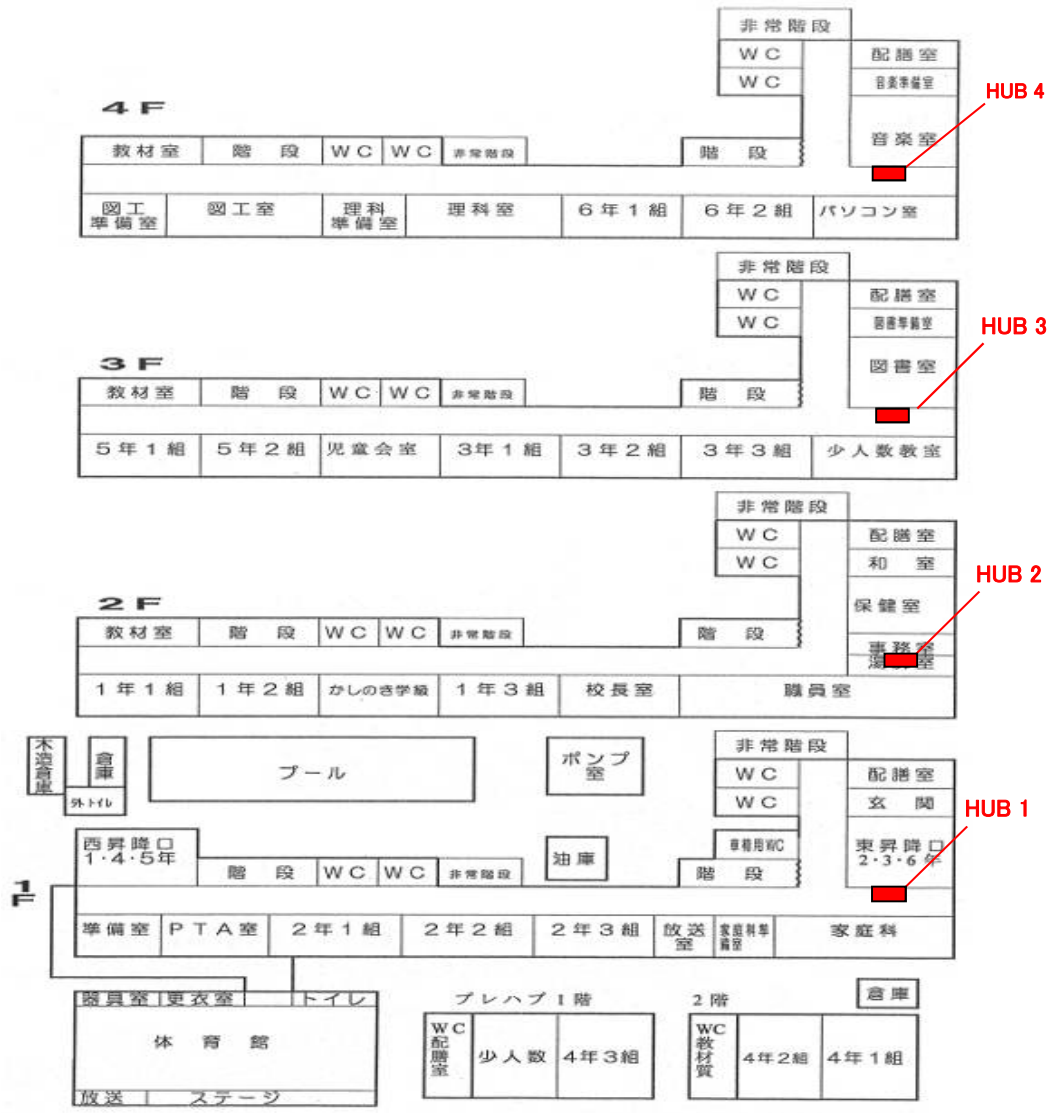 非常階段
WC
配膳室
WC
音楽準備室
HUB 4
4F
音楽室
教材室
階 段
WC
WC
非常階段
階 段
図工
準備室
図工室
理科
準備室
理科室
6年1組
6年2組
パソコン室
非常階段
WC
配膳室
WC
図書準備室
HUB 3
3F
図書室
教材室
階 段
WC
WC
非常階段
階 段
5年1組
5年2組
児童会室
3年1組
3年2組
3年3組
少人数教室
非常階段
WC
配膳室
WC
和 室
HUB 2
2F
保健室
教材室
階 段
WC
WC
非常階段
階 段
事務室
1年1組
1年2組
かしのき学級
1年3組
校長室
職員室
木造倉庫
倉庫
外トイレ
プール
ポンプ
室
非常階段
WC
配膳室
WC
玄 関
HUB 1
西昇降口
1・4・5年
油庫
東昇降口
2・3・6年
1F
階 段
WC
WC
非常階段
階 段
準備室
PTA室
2年1組
2年2組
2年3組
放送
室
家庭科準
備室
家庭科
器具室
更衣室
トイレ
体 育 館
放送
ステージ
プレハブ1階
WC
配膳室
少人数
4年3組
2階
WC
教材質
4年2組
4年1組
倉庫